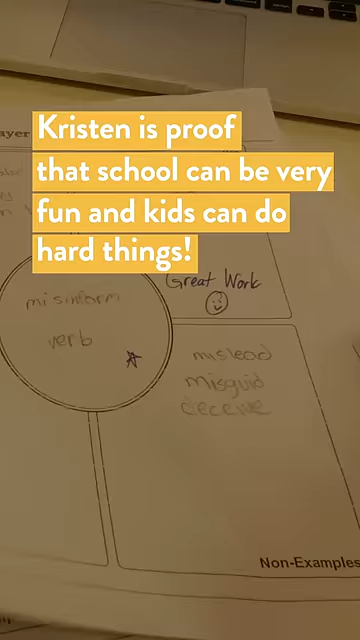 Kristen is proof
that school can be very
fun and kids can do
hard things!
ayer
Great Work
misinform
verb
mislead
misguid
deceive
Non-Examples